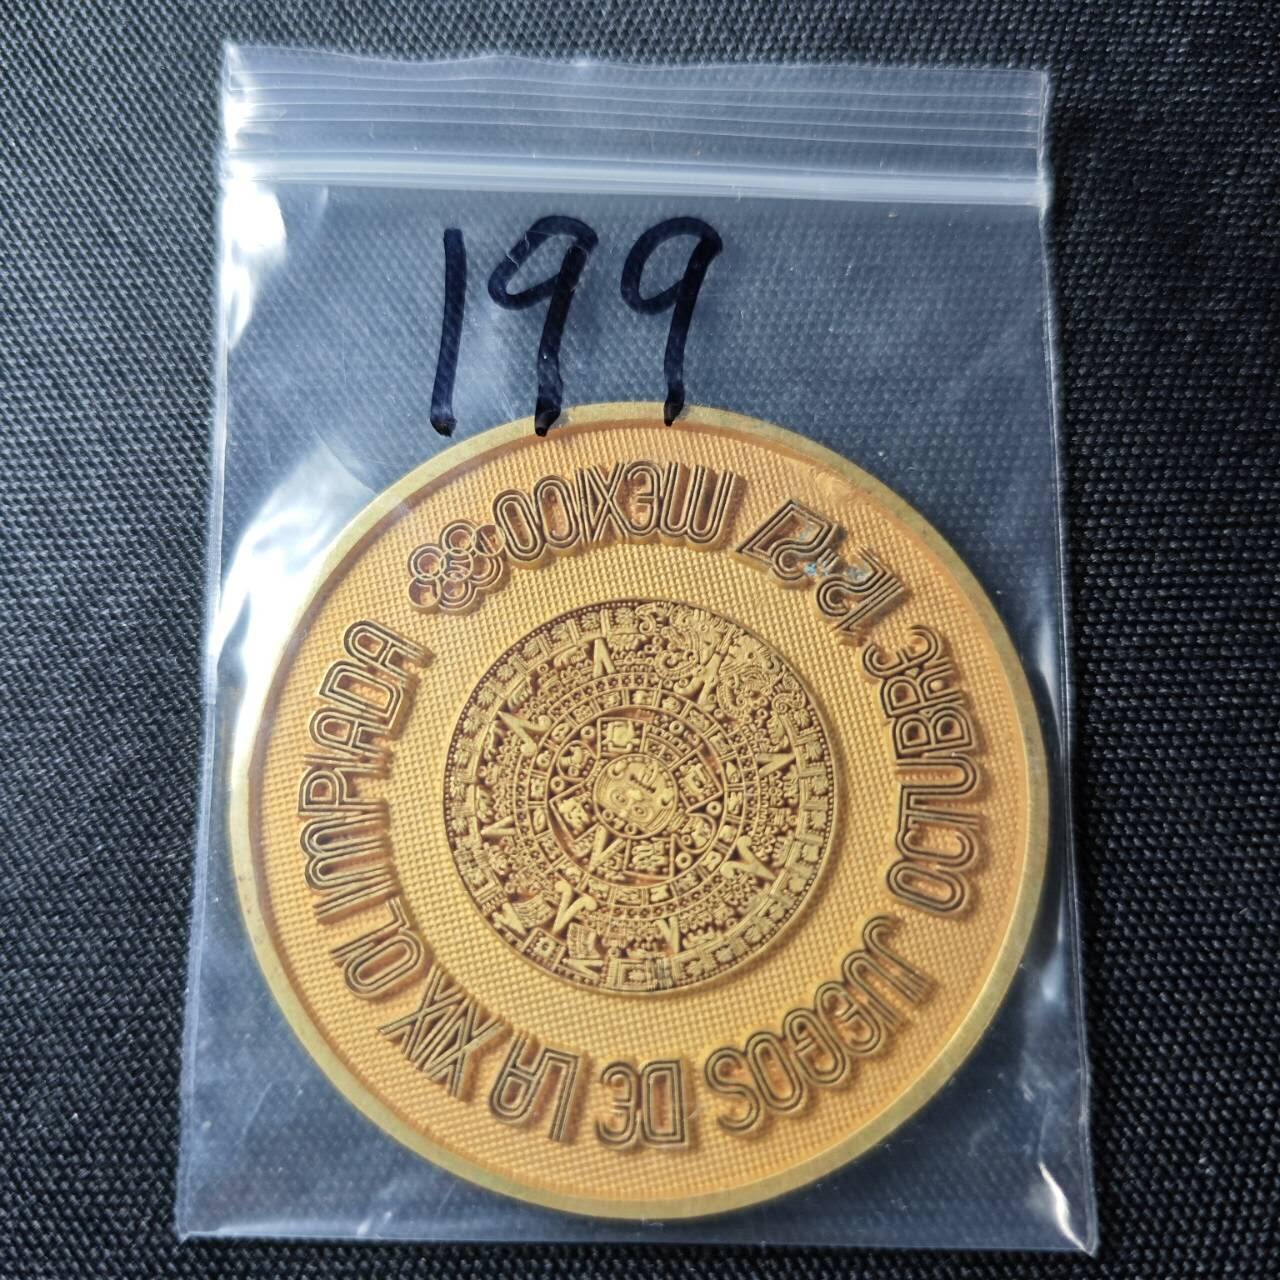 199
JUEGOS DE LA XIX OLIMPIADA
OCTUBRE 12-27 MEXICO 68